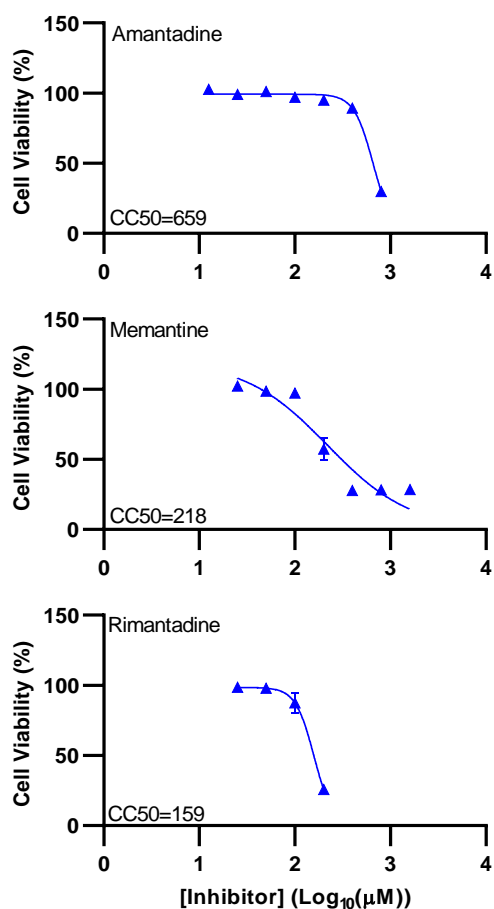 150
Amantadine
100
50
0
CC50=659
0 1 2 3 4
Cell Viability (%)
150
Memantine
100
50
0
CC50=218
0 1 2 3 4
Cell Viability (%)
150
Rimantadine
100
50
0
CC50=159
0 1 2 3 4
Cell Viability (%)
[Inhibitor] (Log₁₀(μM))